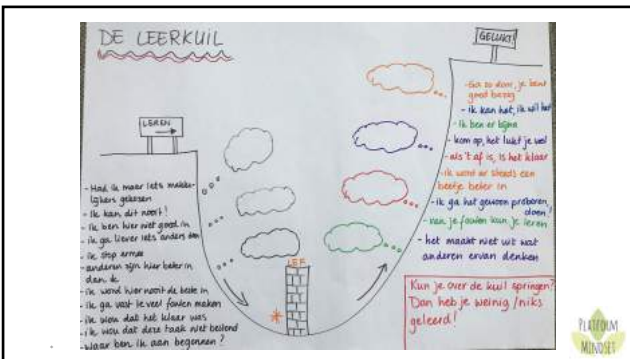 DE LEERKUIL
GELUKT!
LEREN
- Had ik maar iets makke-
lijkers gekozen
- ik kan dit nooit!
- ik ben hier niet goed in
- ik ga liever iets anders doen
- ik stop ermee
- anderen zijn hier beter in
dan ik
- ik word hier nooit de beste in
- ik ga vast te veel fouten maken
- ik wou dat het klaar was
- ik wou dat deze taak niet bestond
- waar ben ik aan begonnen?
LEF
- Ga zo door, je bent
goed bezig
- ik kan het, ik wil het
- ik ben er bijna
- kom op, het lukt je wel
- als 't af is, is het klaar
- ik word er steeds een
beetje beter in
- ik ga het gewoon proberen,
doen!
- van je fouten kun je leren
- het maakt niet uit wat
anderen ervan denken
Kun je over de kuil springen?
Dan heb je weinig / niks
geleerd!
PLATFORM
MINDSET